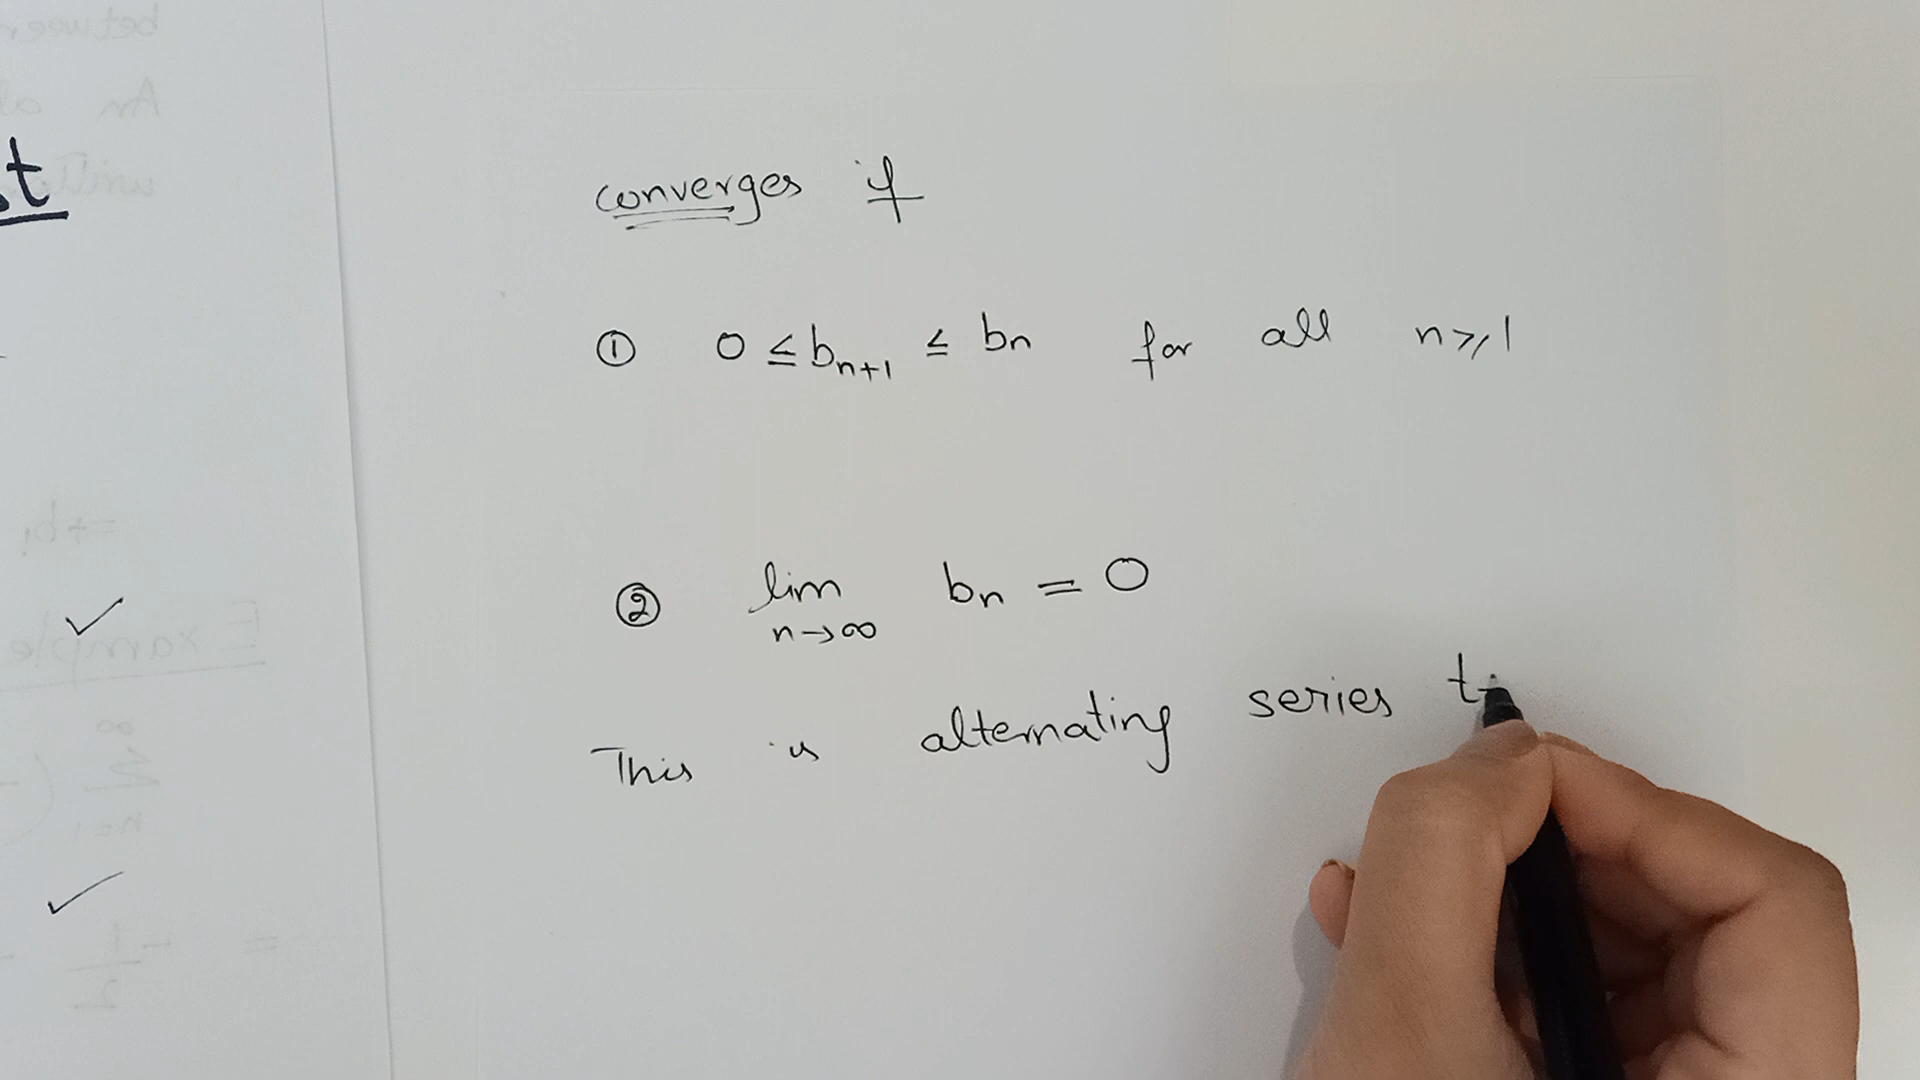 converges if
① 0 ≤ bn+1 ≤ bn for all n ≥ 1
② lim bn = 0
n→∞
This is alternating series